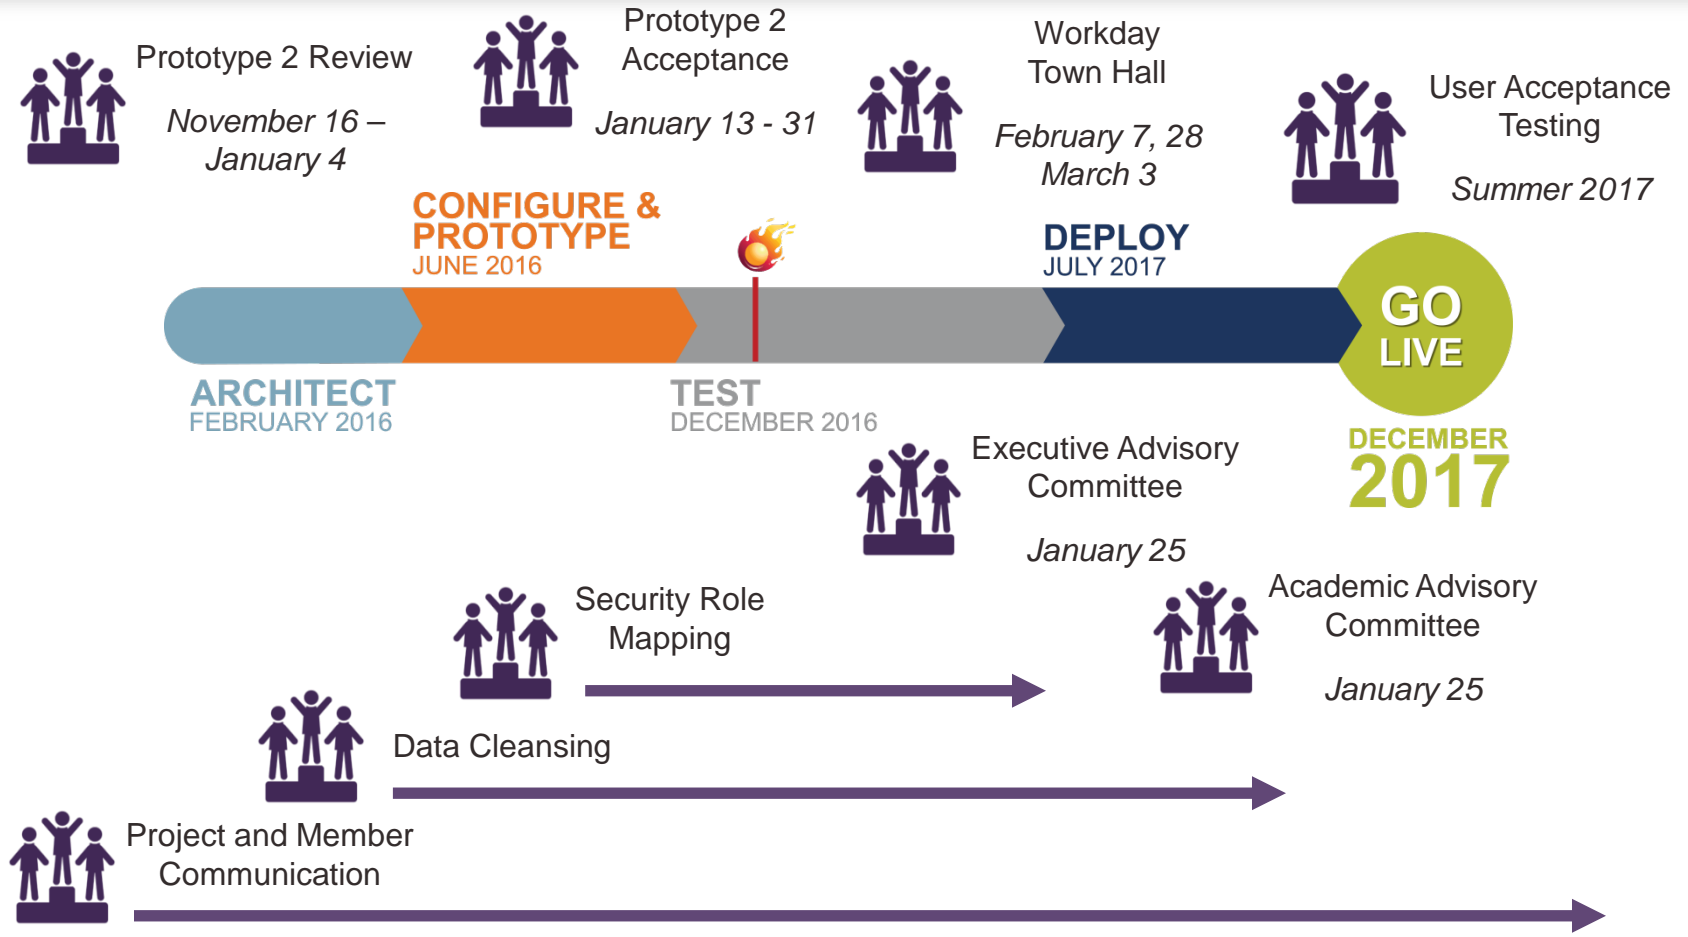 Prototype 2 Review
November 16 –
January 4
Prototype 2
Acceptance
January 13 - 31
Workday
Town Hall
February 7, 28
March 3
User Acceptance
Testing
Summer 2017
CONFIGURE &
PROTOTYPE
JUNE 2016
DEPLOY
JULY 2017
GO
LIVE
ARCHITECT
FEBRUARY 2016
TEST
DECEMBER 2016
DECEMBER
2017
Executive Advisory
Committee
January 25
Academic Advisory
Committee
January 25
Security Role
Mapping
Data Cleansing
Project and Member
Communication